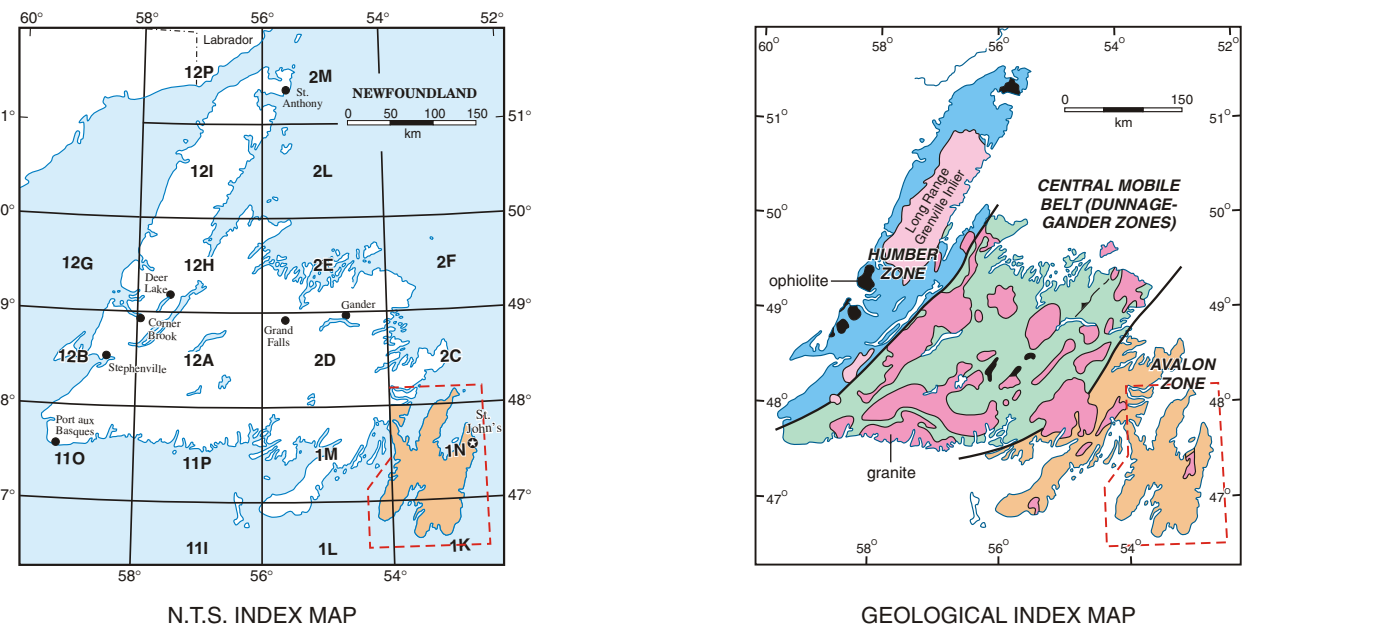 60° 58° 56° 54° 52°
Labrador
12P
2M
St.
Anthony
NEWFOUNDLAND
0 50 100 150
km
1° 51°
12I 2L
0° 50°
12G 12H 2E 2F
Deer
Lake
9° 49°
Gander
Corner
Brook
Grand
Falls
12B 12A 2D 2C
Stephenville
8° 48°
Port aux
Basques
St.
John's
11O 11P 1M 1N
7° 47°
11I 1L 1K
58° 56° 54°
N.T.S. INDEX MAP
60° 58° 56° 54° 52°
0 150
km
51° 51°
CENTRAL MOBILE
BELT (DUNNAGE-
GANDER ZONES)
Long Range
Grenville Inlier
50° 50°
HUMBER
ZONE
ophiolite
49° 49°
AVALON
ZONE
48° 48°
granite
47° 47°
58° 56° 54°
GEOLOGICAL INDEX MAP